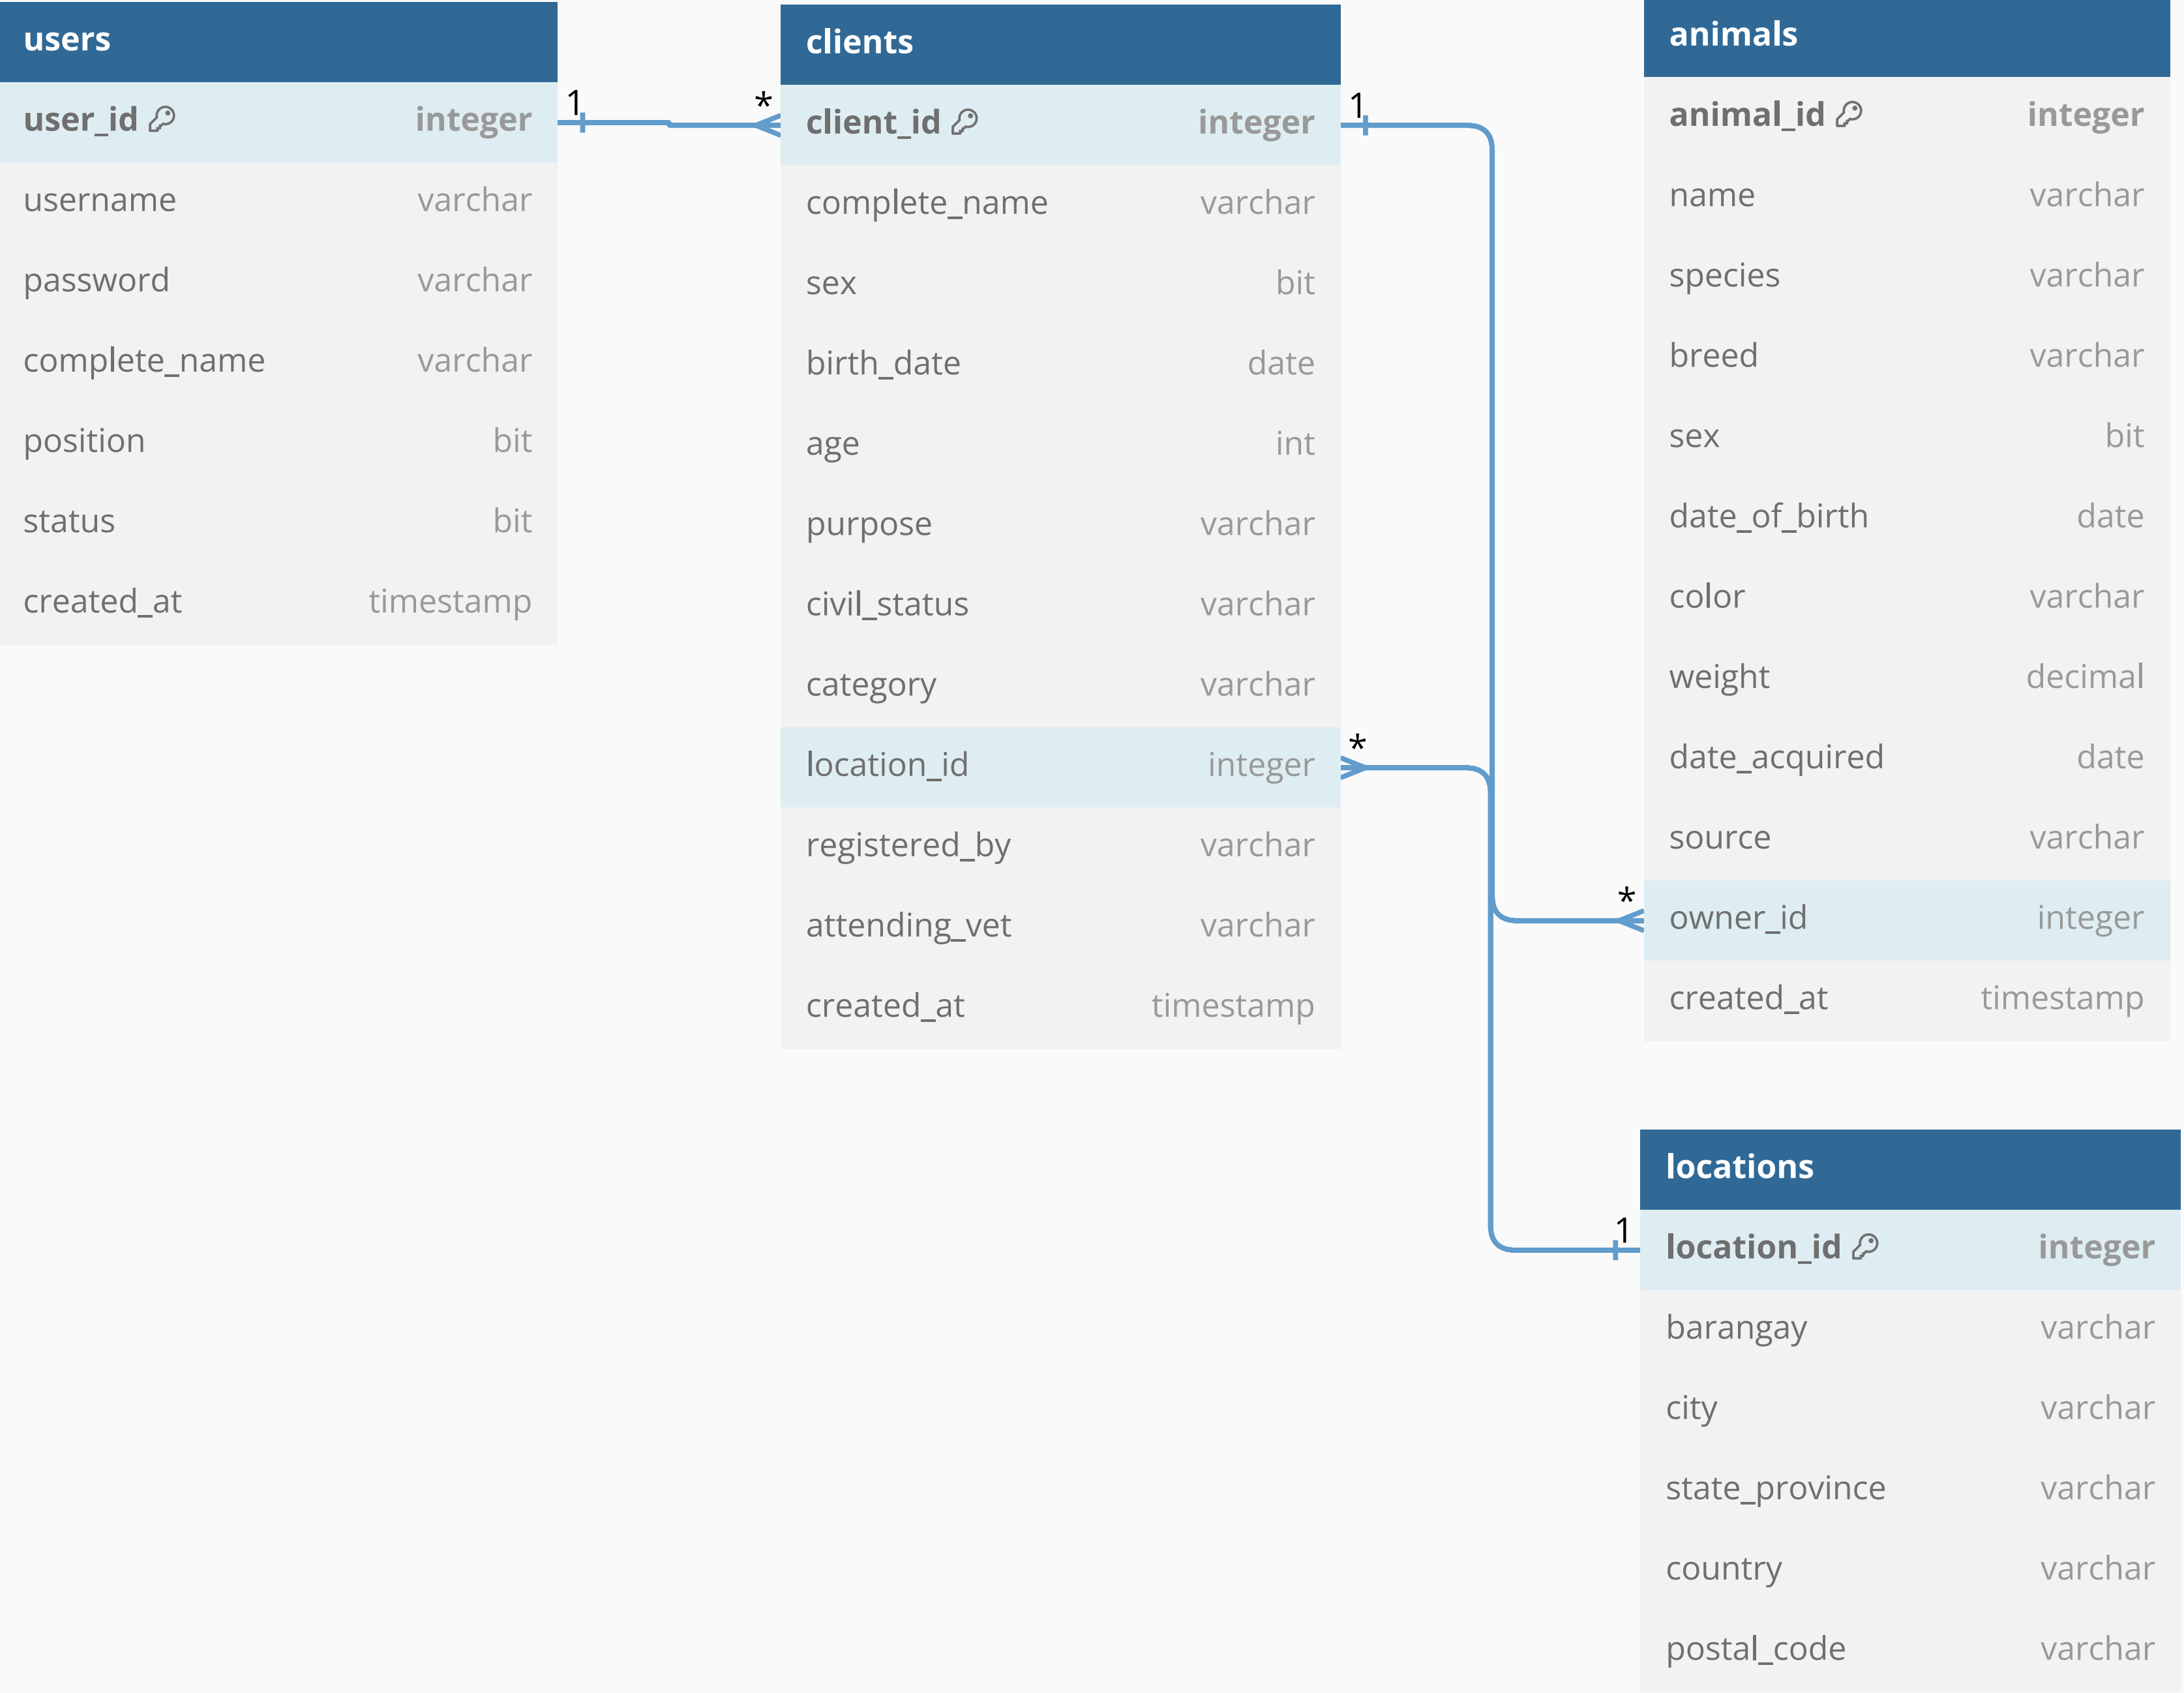 users
user_id integer
username varchar
password varchar
complete_name varchar
position bit
status bit
created_at timestamp
1 *
clients
client_id integer
complete_name varchar
sex bit
birth_date date
age int
purpose varchar
civil_status varchar
category varchar
location_id integer
registered_by varchar
attending_vet varchar
created_at timestamp
1
*
animals
animal_id integer
name varchar
species varchar
breed varchar
sex bit
date_of_birth date
color varchar
weight decimal
date_acquired date
source varchar
* owner_id integer
created_at timestamp
locations
1 location_id integer
barangay varchar
city varchar
state_province varchar
country varchar
postal_code varchar